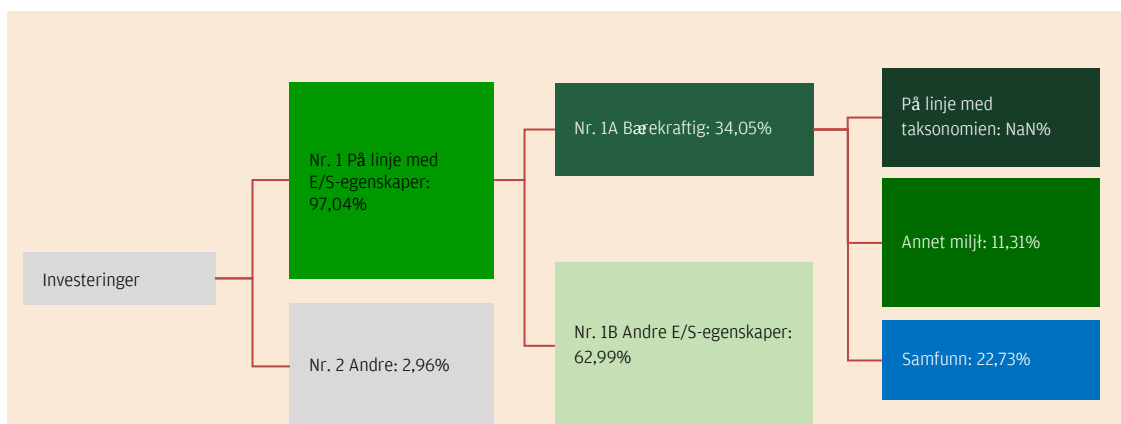 Investeringer
Nr. 1 På linje med
E/S-egenskaper:
97,04%
Nr. 2 Andre: 2,96%
Nr. 1A Bærekraftig: 34,05%
Nr. 1B Andre E/S-egenskaper:
62,99%
På linje med
taksonomien: NaN%
Annet miljł: 11,31%
Samfunn: 22,73%